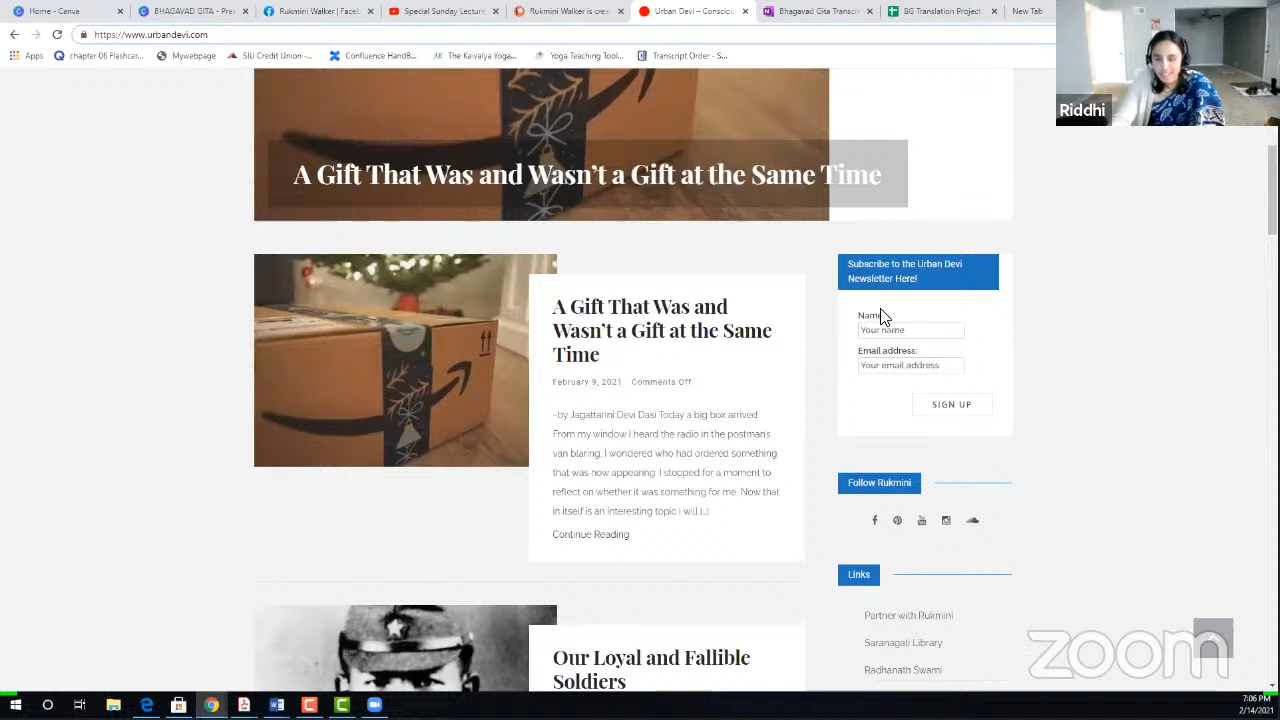 Home - Canva
BHAGAVAD GITA - Pre
Rukmini Walker | Face
Special Sunday Lecture
Rukmini Walker is crea
Urban Devi – Conscio
Bhagavad Gita Transcri
BG Translation Project
New Tab
https://www.urbandevi.com
Apps
chapter 06 Flashcar...
Mywebpage
SIU Credit Union -...
Confluence HandB...
The Kaivalya Yoga...
Yoga Teaching Tool...
Transcript Order - S...
Riddhi
A Gift That Was and Wasn't a Gift at the Same Time
A Gift That Was and
Wasn't a Gift at the Same
Time
February 9, 2021 Comments Off
~by Jagattarini Devi Dasi Today a big box arrived.
From my window I heard the radio in the postman's
van blaring. I wondered who had ordered something
that was now appearing. I stopped for a moment to
reflect on whether it was something for me. Now that
in itself is an interesting topic I will [...]
Continue Reading
Subscribe to the Urban Devi
Newsletter Here!
Name
Your name
Email address:
Your email address
SIGN UP
Follow Rukmini
Links
Partner with Rukmini
Saranagati Library
Radhanath Swami
Our Loyal and Fallible
Soldiers
zoom
7:06 PM
2/14/2021